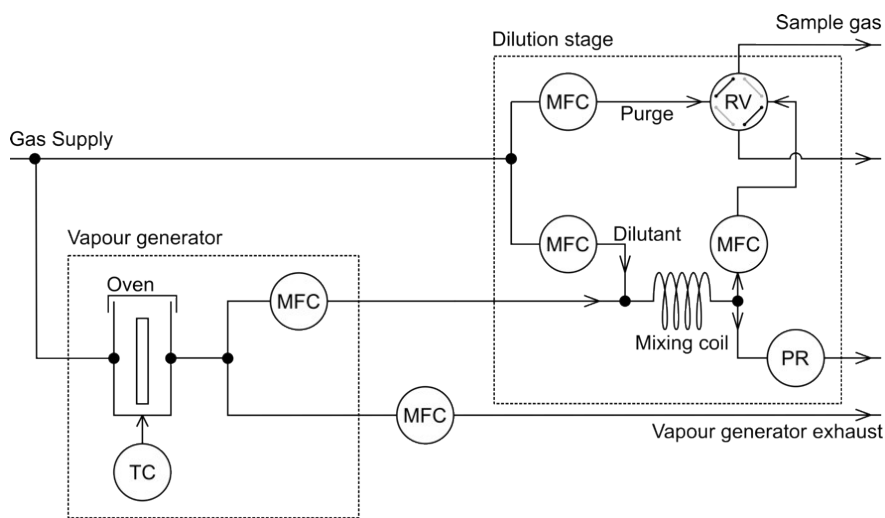 Sample gas
Dilution stage
MFC
Purge
RV
Gas Supply
Vapour generator
MFC
Dilutant
MFC
Oven
MFC
Mixing coil
PR
MFC
Vapour generator exhaust
TC